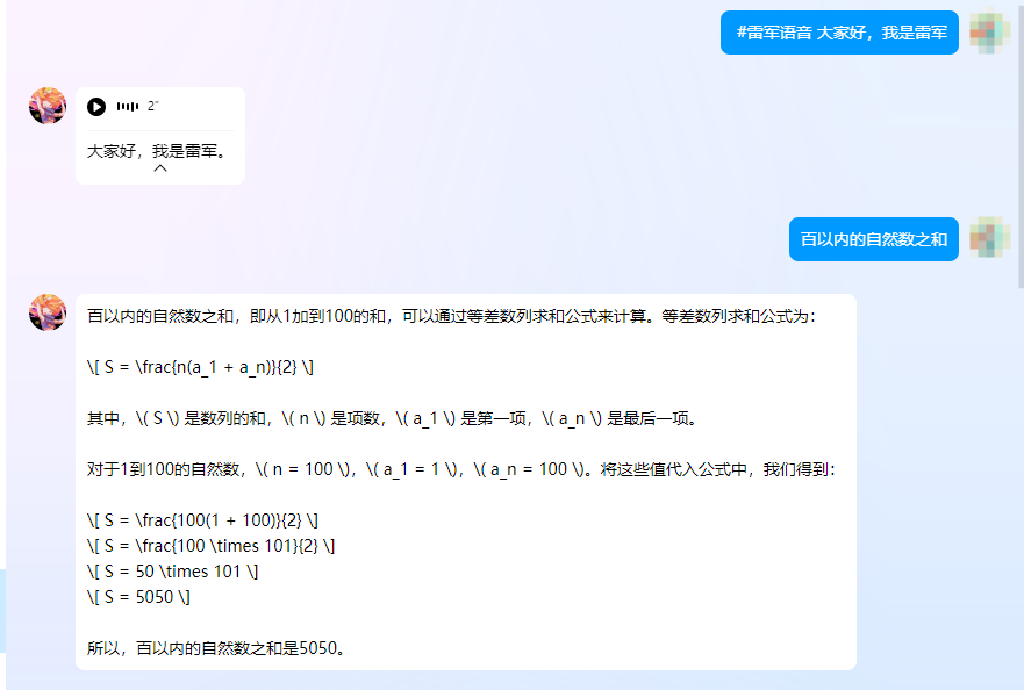 #雷军语音 大家好，我是雷军
2"
大家好，我是雷军。
百以内的自然数之和
百以内的自然数之和，即从1加到100的和，可以通过等差数列求和公式来计算。等差数列求和公式为：
\[ S = \frac{n(a_1 + a_n)}{2} \]
其中，\( S \) 是数列的和，\( n \) 是项数，\( a_1 \) 是第一项，\( a_n \) 是最后一项。
对于1到100的自然数，\( n = 100 \)，\( a_1 = 1 \)，\( a_n = 100 \)。将这些值代入公式中，我们得到：
\[ S = \frac{100(1 + 100)}{2} \]
\[ S = \frac{100 \times 101}{2} \]
\[ S = 50 \times 101 \]
\[ S = 5050 \]
所以，百以内的自然数之和是5050。